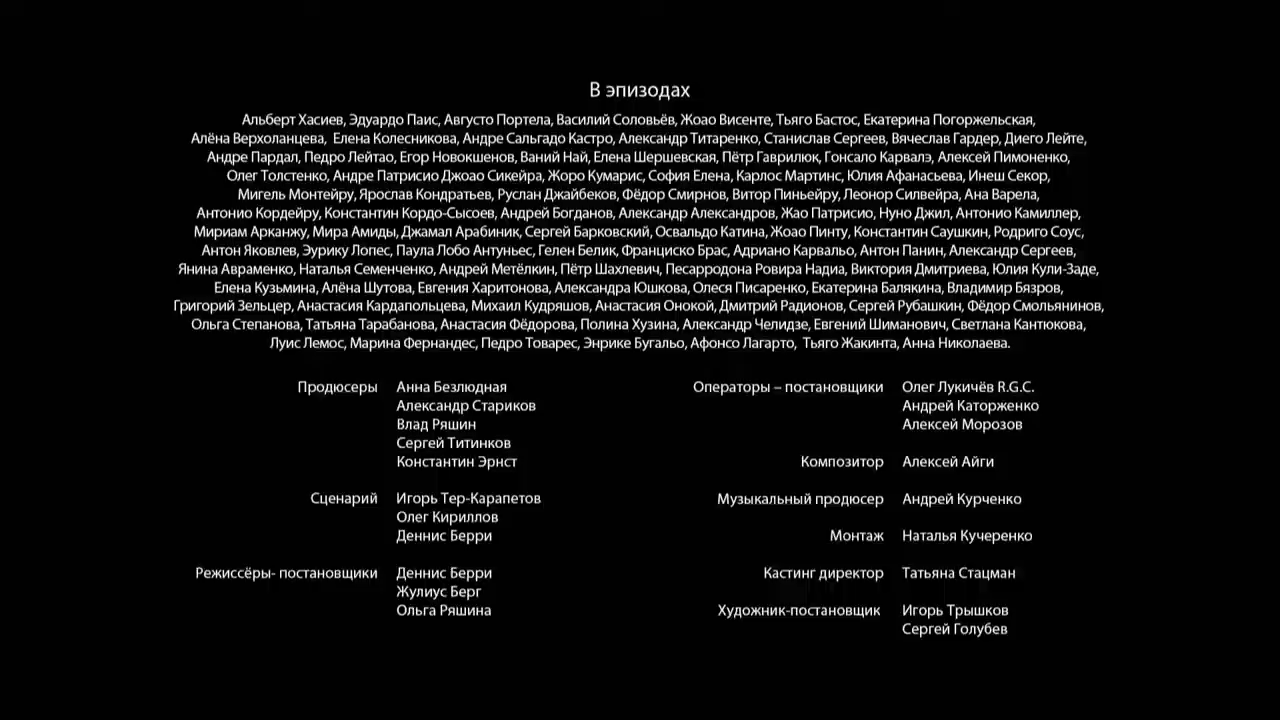 В эпизодах
Альберт Хасиев, Эдуардо Паис, Августо Портела, Василий Соловьёв, Жоао Висенте, Тьяго Бастос, Екатерина Погоржельская,
Алёна Верхоланцева, Елена Колесникова, Андре Сальгадо Кастро, Александр Титаренко, Станислав Сергеев, Вячеслав Гардер, Диего Лейте,
Андре Пардал, Педро Лейтао, Егор Новокшенов, Ваний Най, Елена Шершевская, Пётр Гаврилюк, Гонсало Карвалэ, Алексей Пимоненко,
Олег Толстенко, Андре Патрисио Джоао Сикейра, Жоро Кумарис, София Елена, Карлос Мартинс, Юлия Афанасьева, Инеш Секор,
Мигель Монтейру, Ярослав Кондратьев, Руслан Джайбеков, Фёдор Смирнов, Витор Пиньейру, Леонор Силвейра, Ана Варела,
Антонио Кордейру, Константин Кордо-Сысоев, Андрей Богданов, Александр Александров, Жао Патрисио, Нуно Джил, Антонио Камиллер,
Мириам Арканжу, Мира Амиды, Джамал Арабиник, Сергей Барковский, Освальдо Катина, Жоао Пинту, Константин Саушкин, Родриго Соус,
Антон Яковлев, Эурику Лопес, Паула Лобо Антуньес, Гелен Белик, Франциско Брас, Адриано Карвальо, Антон Панин, Александр Сергеев,
Янина Авраменко, Наталья Семенченко, Андрей Метёлкин, Пётр Шахлевич, Песарродона Ровира Надиа, Виктория Дмитриева, Юлия Кули-Заде,
Елена Кузьмина, Алёна Шутова, Евгения Харитонова, Александра Юшкова, Олеся Писаренко, Екатерина Балякина, Владимир Бязров,
Григорий Зельцер, Анастасия Кардапольцева, Михаил Кудряшов, Анастасия Онокой, Дмитрий Радионов, Сергей Рубашкин, Фёдор Смольянинов,
Ольга Степанова, Татьяна Тарабанова, Анастасия Фёдорова, Полина Хузина, Александр Челидзе, Евгений Шиманович, Светлана Кантюкова,
Луис Лемос, Марина Фернандес, Педро Товарес, Энрике Бугальо, Афонсо Лагарто, Тьяго Жакинта, Анна Николаева.
Продюсеры Анна Безлюдная
Александр Стариков
Влад Ряшин
Сергей Титинков
Константин Эрнст
Сценарий Игорь Тер-Карапетов
Олег Кириллов
Деннис Берри
Режиссёры- постановщики Деннис Берри
Жулиус Берг
Ольга Ряшина
Операторы – постановщики Олег Лукичёв R.G.C.
Андрей Каторженко
Алексей Морозов
Композитор Алексей Айги
Музыкальный продюсер Андрей Курченко
Монтаж Наталья Кучеренко
Кастинг директор Татьяна Стацман
Художник-постановщик Игорь Трышков
Сергей Голубев